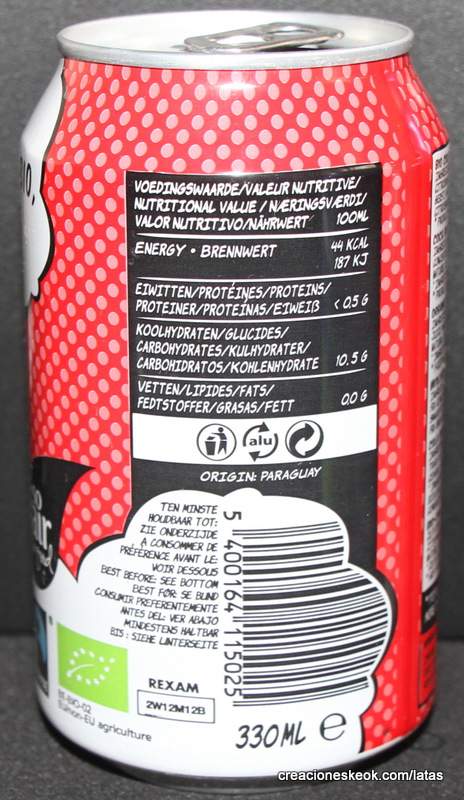 VOEDINGSWAARDE/VALEUR NUTRITIVE/
NUTRITIONAL VALUE / NÆRINGSVÆRDI/
VALOR NUTRITIVO/NÄHRWERT 100ML
ENERGY • BRENNWERT 44 KCAL
187 KJ
EIWITTEN/PROTÉINES/PROTEINS/
PROTEINER/PROTEÍNAS/EIWEIß < 0,5 G
KOOLHYDRATEN/GLUCIDES/
CARBOHYDRATES/KULHYDRATER/
CARBOHIDRATOS/KOHLENHYDRATE 10.5 G
VETTEN/LIPIDES/FATS/
FEDTSTOFFER/GRASAS/FETT 0,0 G
alu
ORIGIN: PARAGUAY
TEN MINSTE
HOUDBAAR TOT:
ZIE ONDERZIJDE
A CONSOMMER DE
PRÉFÉRENCE AVANT LE:
VOIR DESSOUS
BEST BEFORE: SEE BOTTOM
BEST FØR: SE BUND
CONSUMIR PREFERENTEMENTE
ANTES DEL: VER ABAJO
MINDESTENS HALTBAR
BIS : SIEHE UNTERSEITE
5 400164 115025
BE-BIO-02
EU/non-EU agriculture
REXAM
2W12M12B
330ML e
creacioneskeok.com/latas